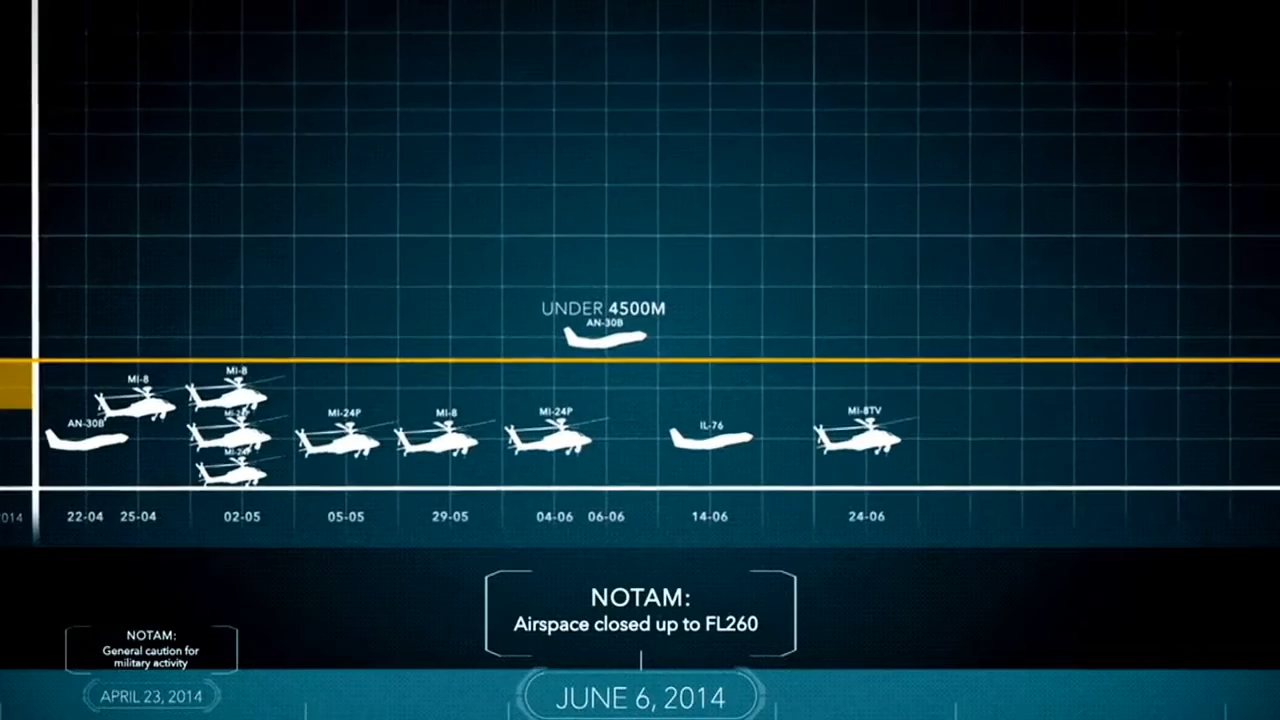 UNDER 4500M
AN-30B
MI-8
MI-8
AN-30B
MI-24P
MI-8
MI-24P
IL-76
MI-8TV
014
22-04
25-04
02-05
05-05
29-05
04-06
06-06
14-06
24-06
NOTAM:
Airspace closed up to FL260
NOTAM:
General caution for
military activity
APRIL 23, 2014
JUNE 6, 2014